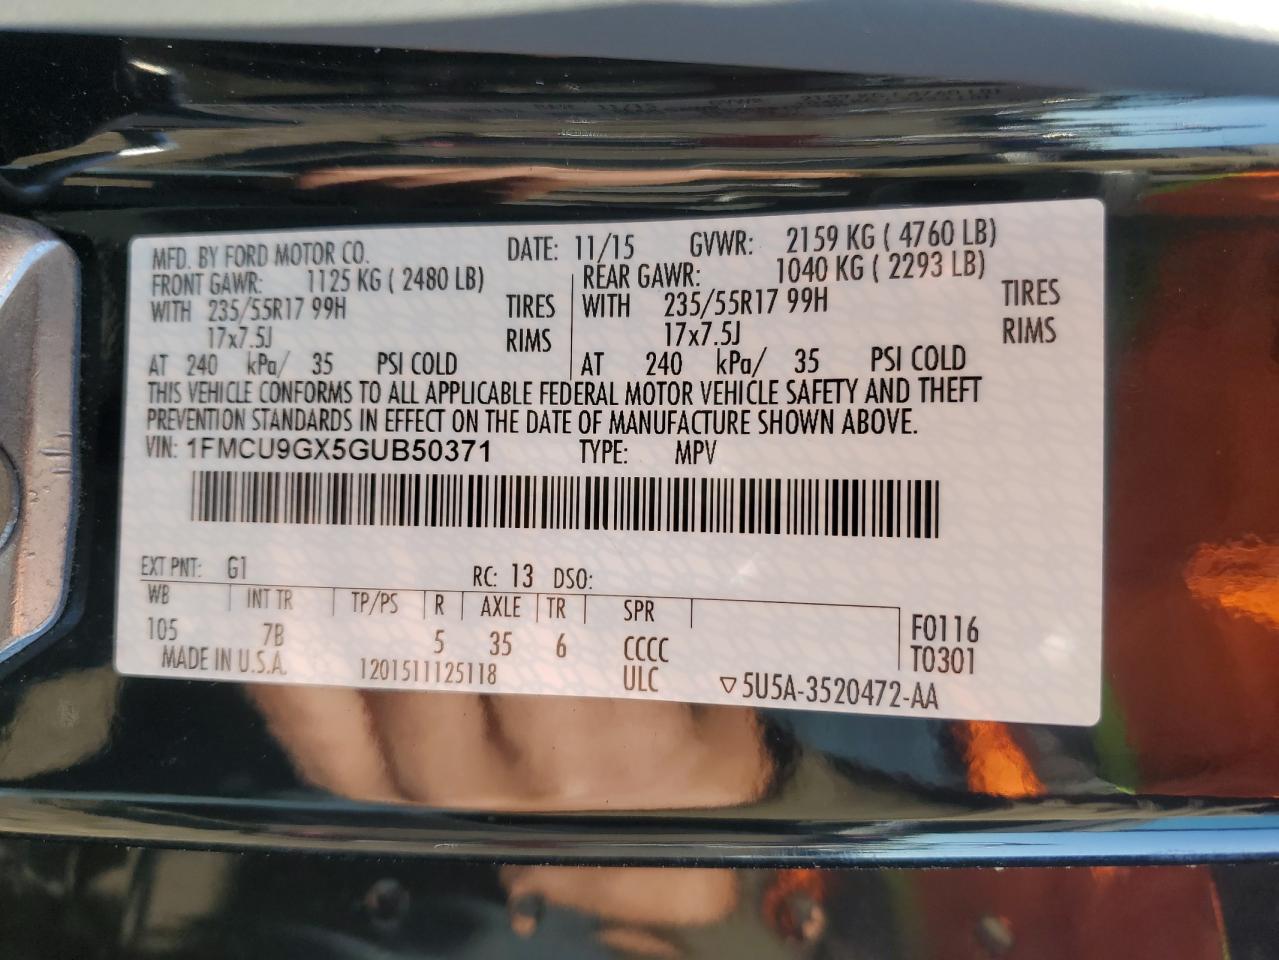 MFD. BY FORD MOTOR CO. DATE: 11/15 GVWR: 2159 KG ( 4760 LB)
FRONT GAWR: 1125 KG ( 2480 LB) REAR GAWR: 1040 KG ( 2293 LB)
WITH 235/55R17 99H TIRES WITH 235/55R17 99H TIRES
17x7.5J RIMS 17x7.5J RIMS
AT 240 kPa/ 35 PSI COLD AT 240 kPa/ 35 PSI COLD
THIS VEHICLE CONFORMS TO ALL APPLICABLE FEDERAL MOTOR VEHICLE SAFETY AND THEFT
PREVENTION STANDARDS IN EFFECT ON THE DATE OF MANUFACTURE SHOWN ABOVE.
VIN: 1FMCU9GX5GUB50371 TYPE: MPV
EXT PNT: G1 RC: 13 DSO:
WB INT TR TP/PS R AXLE TR SPR F0116
105 7B 5 35 6 CCCC T0301
MADE IN U.S.A. 1201511125118 ULC ▽5U5A-3520472-AA